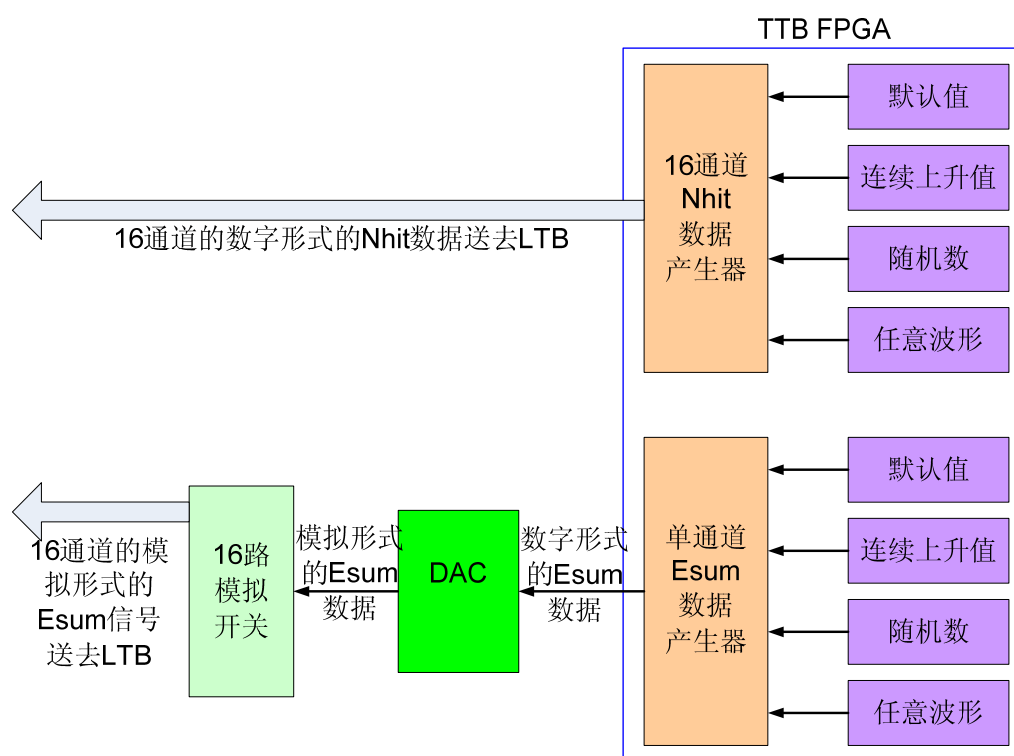 TTB FPGA
16通道
Nhit
数据
产生器
默认值
连续上升值
随机数
任意波形
16通道的数字形式的Nhit数据送去LTB
单通道
Esum
数据
产生器
默认值
连续上升值
随机数
任意波形
数字形式
的Esum
数据
DAC
模拟形式
的Esum
数据
16路
模拟
开关
16通道的模
拟形式的
Esum信号
送去LTB